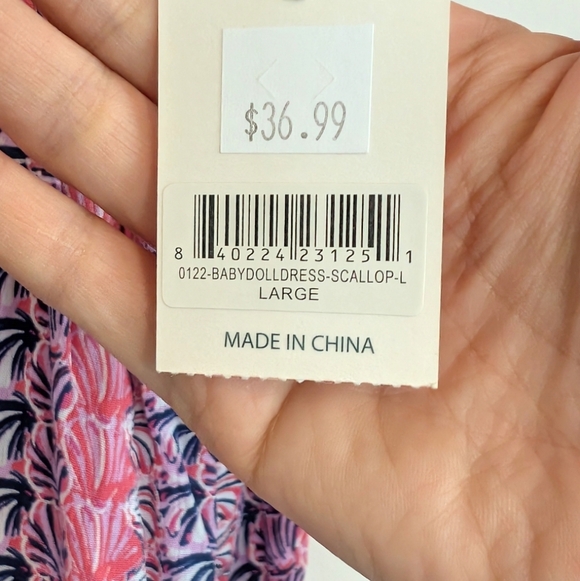 $36.99
8 40224 23125 1
0122-BABYDOLLDRESS-SCALLOP-L
LARGE
MADE IN CHINA